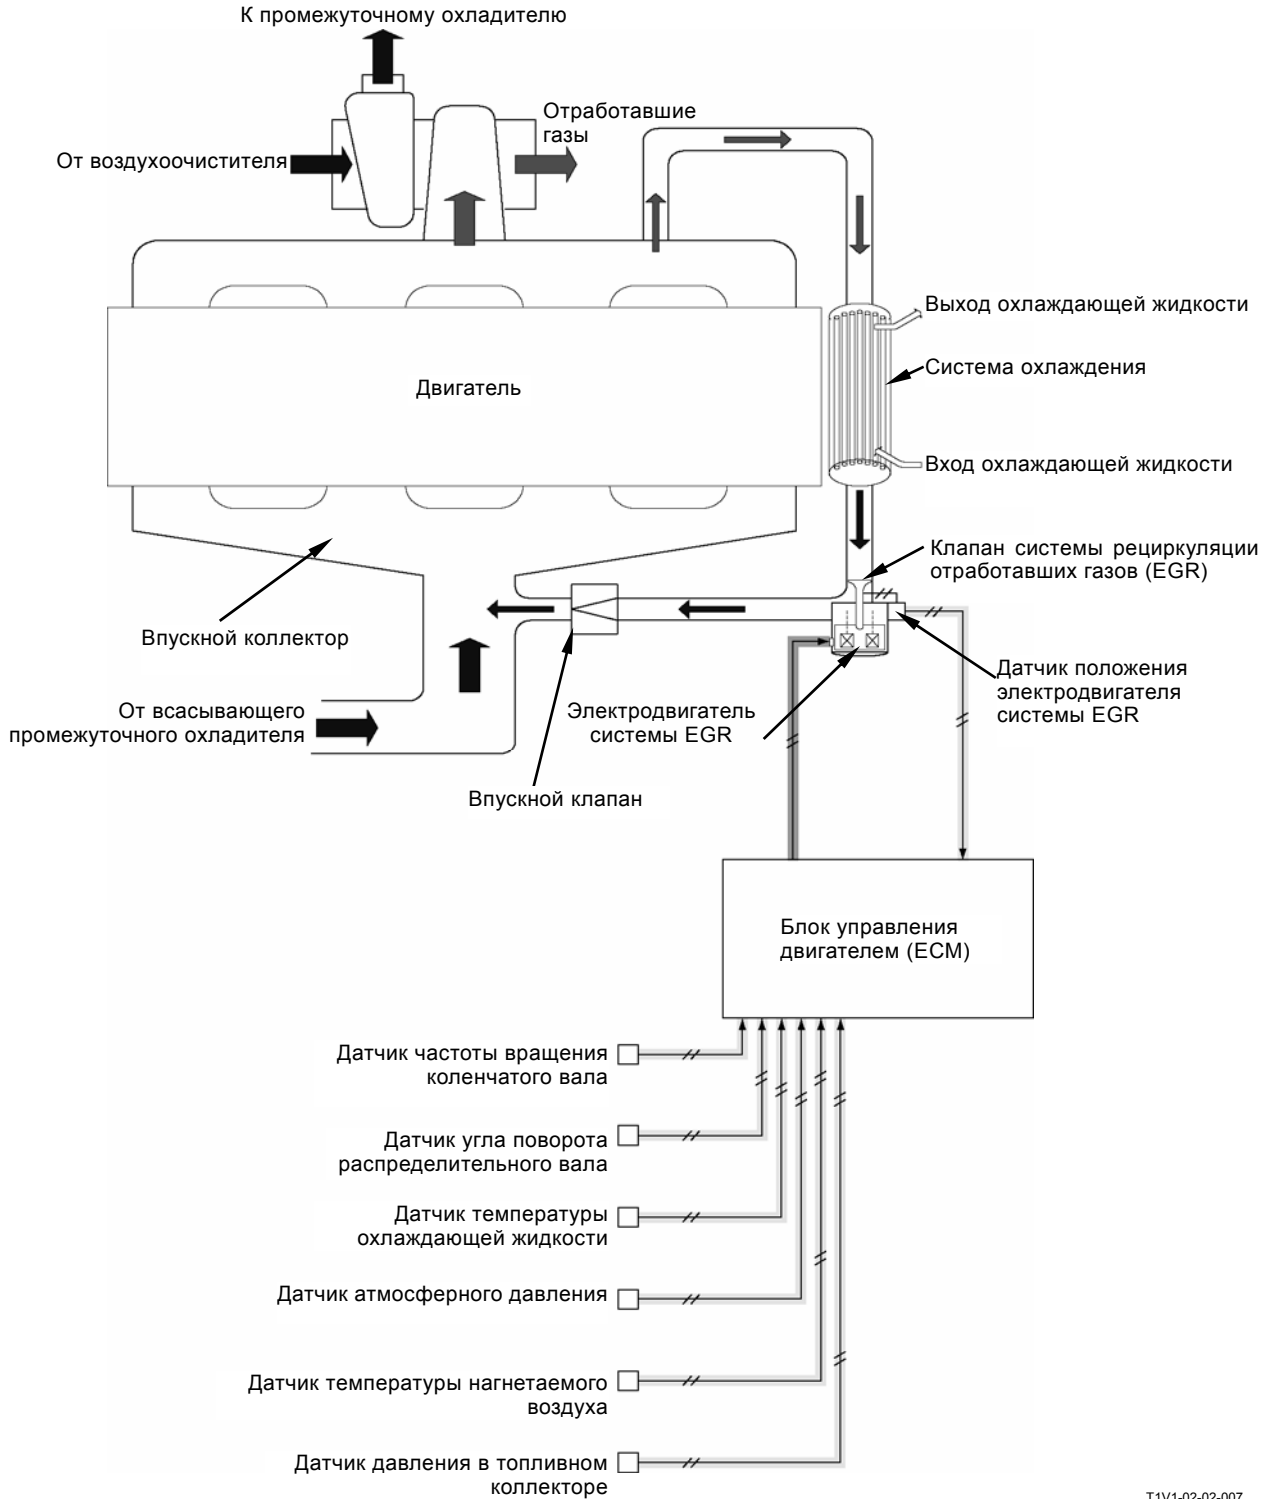 К промежуточному охладителю
Отработавшие
газы
От воздухоочистителя
Выход охлаждающей жидкости
Система охлаждения
Двигатель
Вход охлаждающей жидкости
Клапан системы рециркуляции
отработавших газов (EGR)
Впускной коллектор
Датчик положения
электродвигателя
системы EGR
От всасывающего
промежуточного охладителя
Электродвигатель
системы EGR
Впускной клапан
Блок управления
двигателем (ECM)
Датчик частоты вращения
коленчатого вала
Датчик угла поворота
распределительного вала
Датчик температуры
охлаждающей жидкости
Датчик атмосферного давления
Датчик температуры нагнетаемого
воздуха
Датчик давления в топливном
коллекторе
T1V1-02-02-007